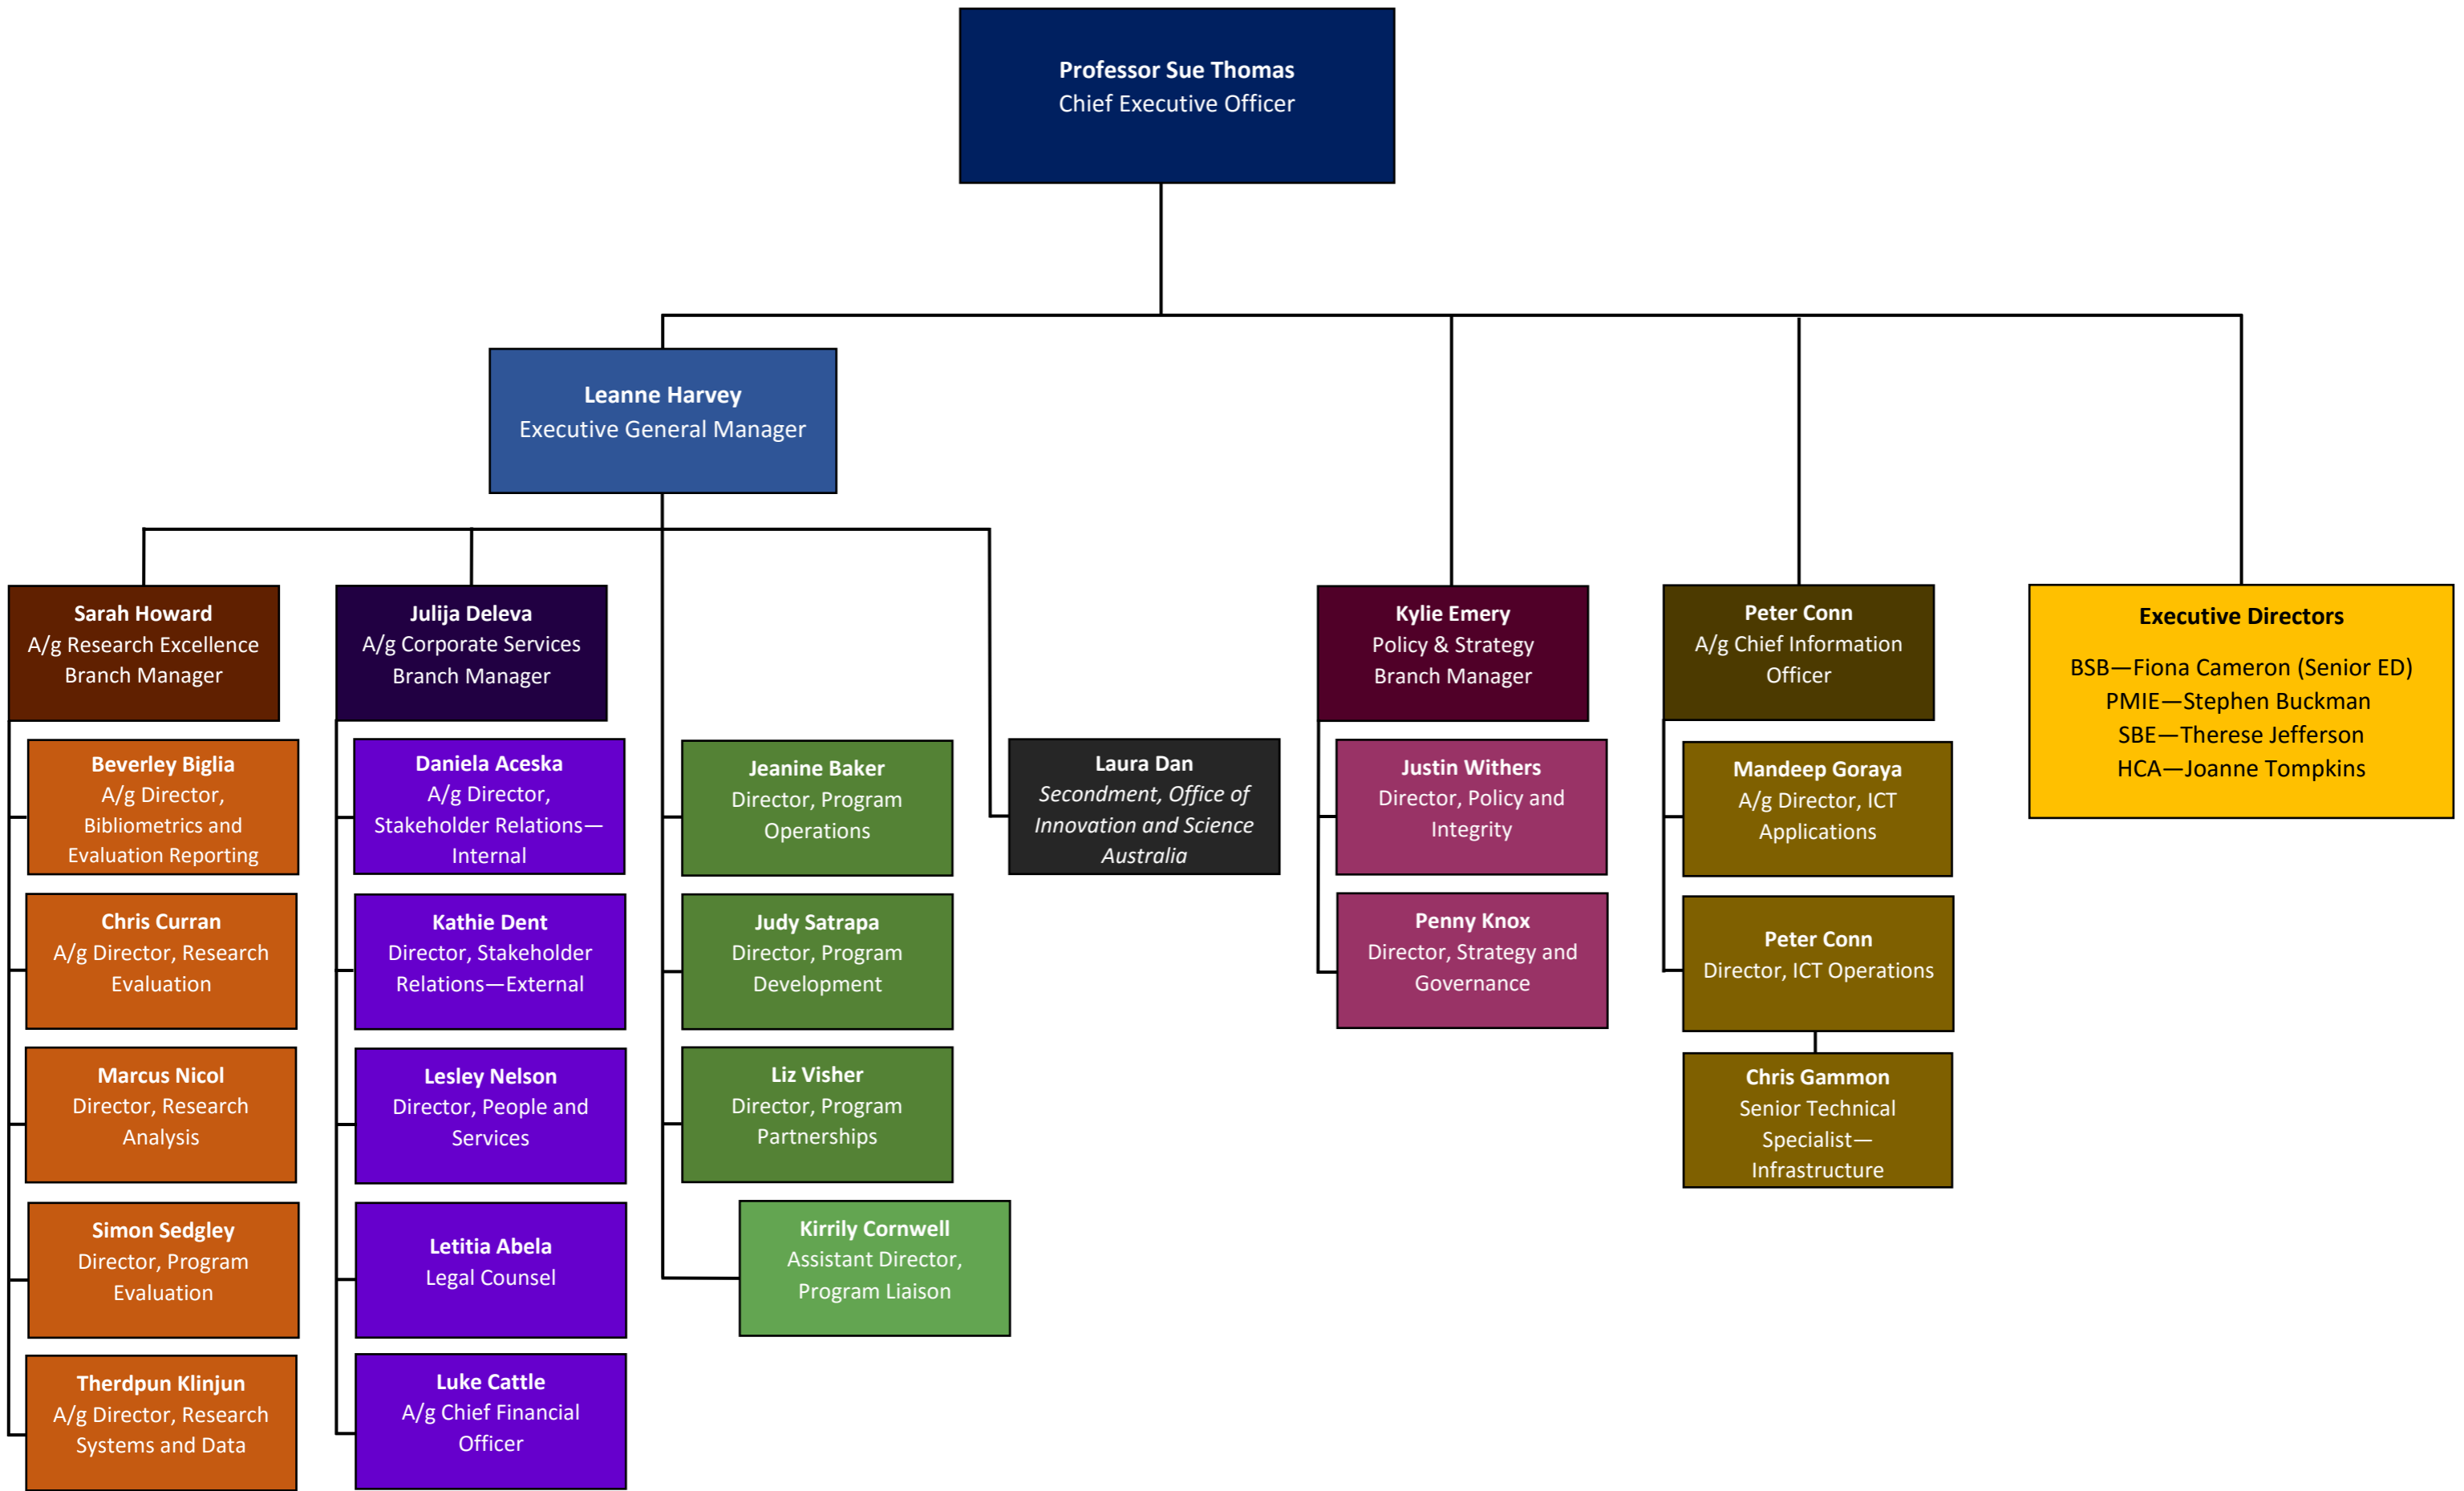 Professor Sue Thomas
Chief Executive Officer
Leanne Harvey
Executive General Manager
Sarah Howard
A/g Research Excellence
Branch Manager
Beverley Biglia
A/g Director,
Bibliometrics and
Evaluation Reporting
Chris Curran
A/g Director, Research
Evaluation
Marcus Nicol
Director, Research
Analysis
Simon Sedgley
Director, Program
Evaluation
Therdpun Klinjun
A/g Director, Research
Systems and Data
Julija Deleva
A/g Corporate Services
Branch Manager
Daniela Aceska
A/g Director,
Stakeholder Relations—
Internal
Kathie Dent
Director, Stakeholder
Relations—External
Lesley Nelson
Director, People and
Services
Letitia Abela
Legal Counsel
Luke Cattle
A/g Chief Financial
Officer
Jeanine Baker
Director, Program
Operations
Judy Satrapa
Director, Program
Development
Liz Visher
Director, Program
Partnerships
Kirrily Cornwell
Assistant Director,
Program Liaison
Laura Dan
Secondment, Office of
Innovation and Science
Australia
Kylie Emery
Policy & Strategy
Branch Manager
Justin Withers
Director, Policy and
Integrity
Penny Knox
Director, Strategy and
Governance
Peter Conn
A/g Chief Information
Officer
Mandeep Goraya
A/g Director, ICT
Applications
Peter Conn
Director, ICT Operations
Chris Gammon
Senior Technical
Specialist—
Infrastructure
Executive Directors
BSB—Fiona Cameron (Senior ED)
PMIE—Stephen Buckman
SBE—Therese Jefferson
HCA—Joanne Tompkins